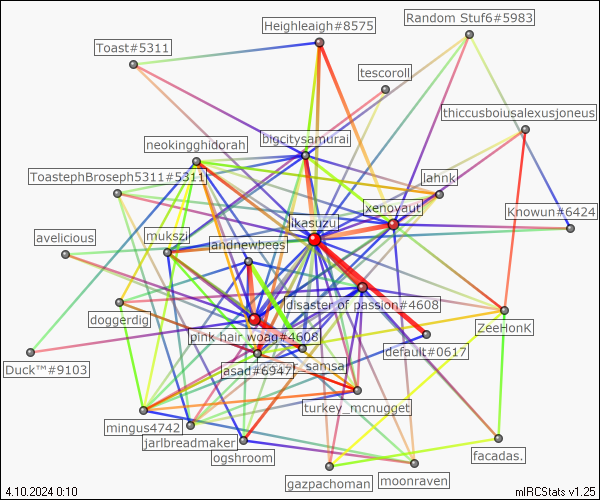 Random Stuf6#5983
Heighleaigh#8575
Toast#5311
tescoroll
thiccusboiusalexusjoneus
bigcitysamurai
neokingghidorah
ToastephBroseph5311#5311
lahnk
xenoyaut
Knowun#6424
ikasuzu
mukszi
avelicious
andnewbees
disaster of passion#4608
doggerdig
ZeeHonK
pink hair woag#4608
default#0617
Duck™#9103
asad#6947
samsar
turkey_mcnugget
mingus4742
jarlbreadmaker
ogshroom
facadas.
gazpachoman
moonraven
4.10.2024 0:10
mIRCStats v1.25